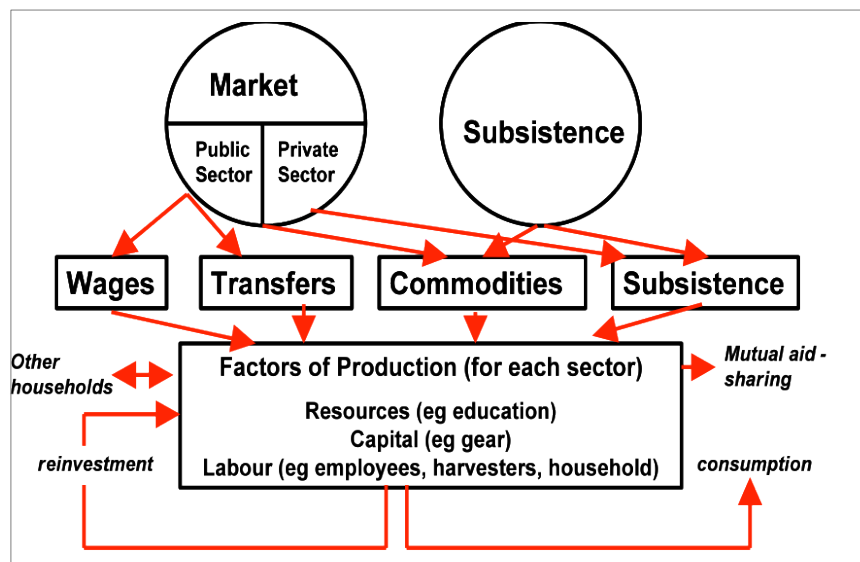 Market
Public
Sector
Private
Sector
Subsistence
Wages
Transfers
Commodities
Subsistence
Other
households
Factors of Production (for each sector)
Mutual aid -
sharing
Resources (eg education)
Capital (eg gear)
Labour (eg employees, harvesters, household)
reinvestment
consumption